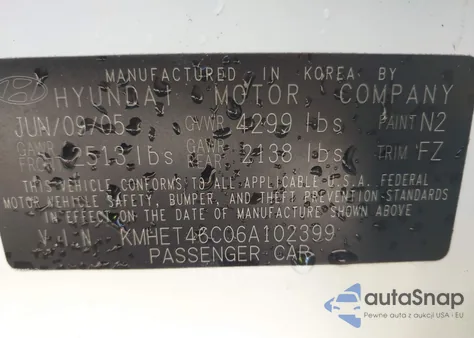 MANUFACTURED IN KOREA BY
HYUNDAI MOTOR COMPANY
JUN/09/05 GVWR 4299 lbs PAINT N2
GAWR FRONT 2513 lbs GAWR REAR 2138 lbs TRIM FZ
THIS VEHICLE CONFORMS TO ALL APPLICABLE U.S.A. FEDERAL
MOTOR VEHICLE SAFETY, BUMPER, AND THEFT PREVENTION-STANDARDS
IN EFFECT ON THE DATE OF MANUFACTURE SHOWN ABOVE
V I N KMHET46C06A102399
PASSENGER CAR
autoSnap
Pewne auta z aukcji USA i EU